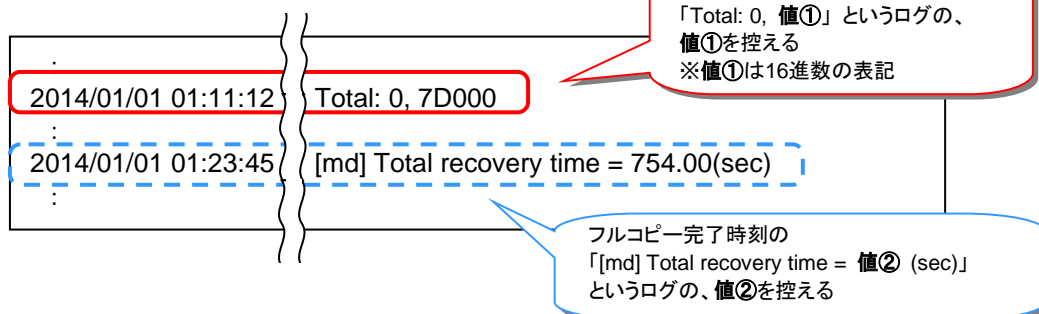 「Total: 0, 値①」 というログの、
値①を控える
※値①は16進数の表記
:
2014/01/01 01:11:12 Total: 0, 7D000
:
2014/01/01 01:23:45 [md] Total recovery time = 754.00(sec)
:
フルコピー完了時刻の
「[md] Total recovery time = 値② (sec)」
というログの、値②を控える